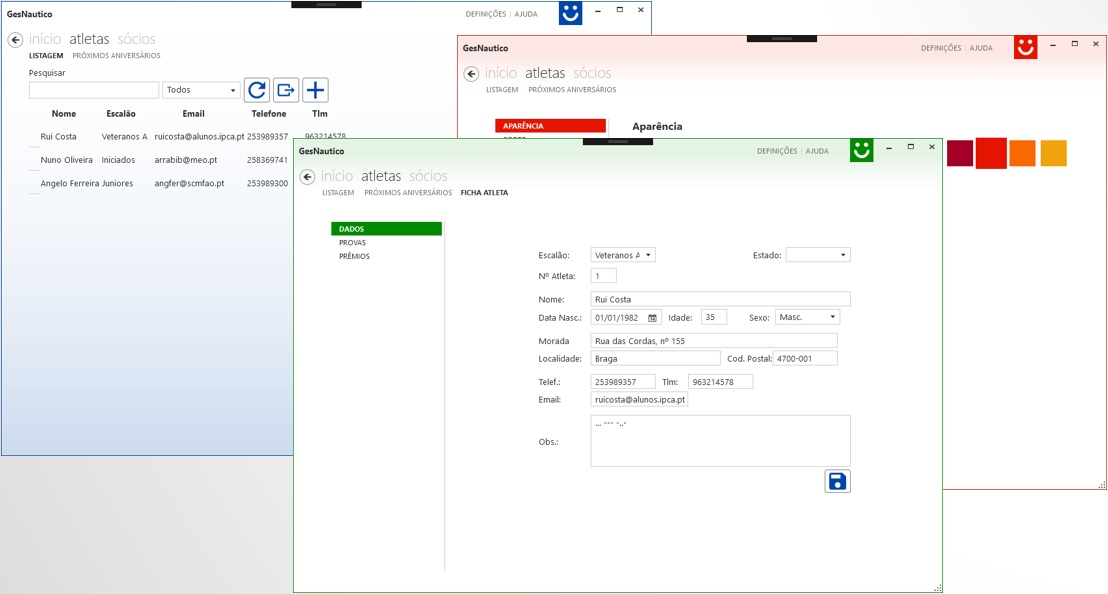 GesNautico
DEFINIÇÕES | AJUDA
início atletas sócios
LISTAGEM PRÓXIMOS ANIVERSÁRIOS
Pesquisar
Todos
Nome Escalão Email Telefone Tlm
Rui Costa Veteranos A ruicosta@alunos.ipca.pt 253989357 963214578
Nuno Oliveira Iniciados arrabib@meo.pt 258369741
Angelo Ferreira Juniores angfer@scmfao.pt 253989300
GesNautico
DEFINIÇÕES | AJUDA
início atletas sócios
LISTAGEM PRÓXIMOS ANIVERSÁRIOS
APARÊNCIA
Aparência
GesNautico
DEFINIÇÕES | AJUDA
início atletas sócios
LISTAGEM PRÓXIMOS ANIVERSÁRIOS FICHA ATLETA
DADOS
PROVAS
PRÉMIOS
Escalão: Veteranos A Estado:
Nº Atleta: 1
Nome: Rui Costa
Data Nasc.: 01/01/1982 Idade: 35 Sexo: Masc.
Morada Rua das Cordas, nº 155
Localidade: Braga Cod. Postal: 4700-001
Telef.: 253989357 Tlm: 963214578
Email: ruicosta@alunos.ipca.pt
Obs.: ... --- -..-